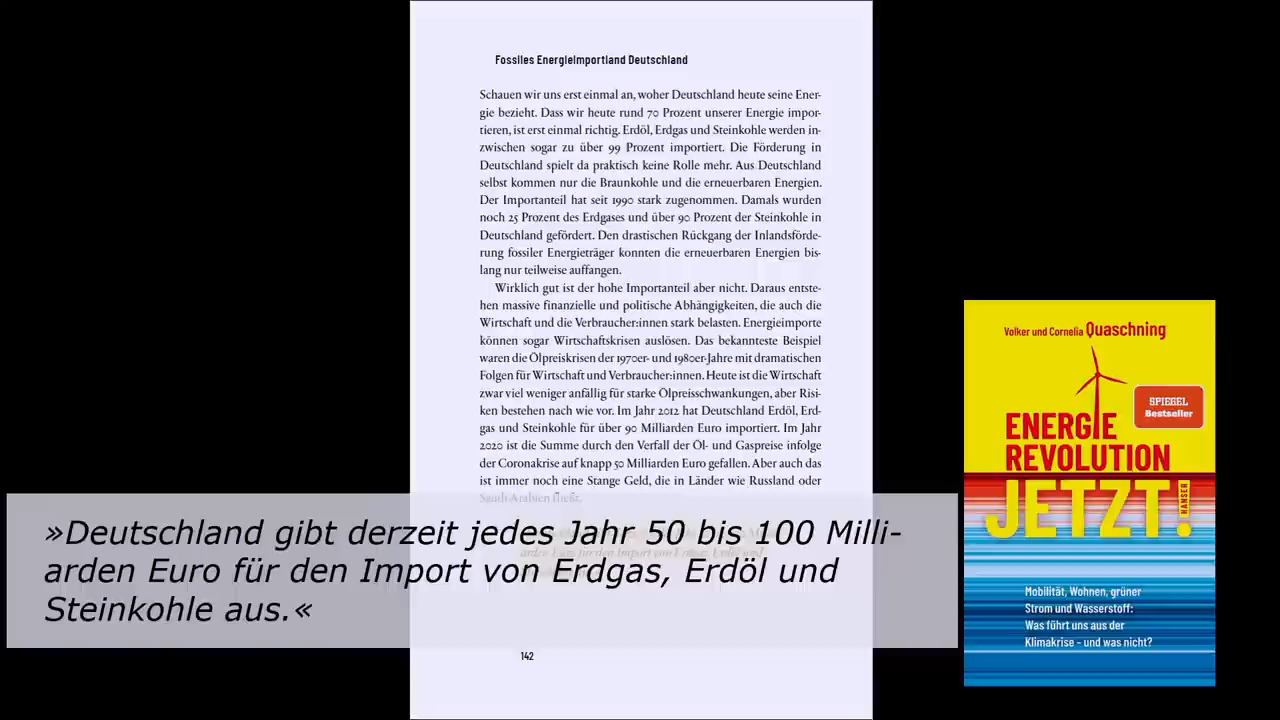 Fossiles Energieimportland Deutschland
Schauen wir uns erst einmal an, woher Deutschland heute seine Ener-
gie bezieht. Dass wir heute rund 70 Prozent unserer Energie impor-
tieren, ist erst einmal richtig. Erdöl, Erdgas und Steinkohle werden in-
zwischen sogar zu über 99 Prozent importiert. Die Förderung in
Deutschland spielt da praktisch keine Rolle mehr. Aus Deutschland
selbst kommen nur die Braunkohle und die erneuerbaren Energien.
Der Importanteil hat seit 1990 stark zugenommen. Damals wurden
noch 25 Prozent des Erdgases und über 90 Prozent der Steinkohle in
Deutschland gefördert. Den drastischen Rückgang der Inlandsförde-
rung fossiler Energieträger konnten die erneuerbaren Energien bis-
lang nur teilweise auffangen.
Wirklich gut ist der hohe Importanteil aber nicht. Daraus entste-
hen massive finanzielle und politische Abhängigkeiten, die auch die
Wirtschaft und die Verbraucher:innen stark belasten. Energieimporte
können sogar Wirtschaftskrisen auslösen. Das bekannteste Beispiel
waren die Ölpreiskrisen der 1970er- und 1980er-Jahre mit dramatischen
Folgen für Wirtschaft und Verbraucher:innen. Heute ist die Wirtschaft
zwar viel weniger anfällig für starke Ölpreisschwankungen, aber Risi-
ken bestehen nach wie vor. Im Jahr 2012 hat Deutschland Erdöl, Erd-
gas und Steinkohle für über 90 Milliarden Euro importiert. Im Jahr
2020 ist die Summe durch den Verfall der Öl- und Gaspreise infolge
der Coronakrise auf knapp 50 Milliarden Euro gefallen. Aber auch das
ist immer noch eine Stange Geld, die in Länder wie Russland oder
Saudi-Arabien fließt.
»Deutschland gibt derzeit jedes Jahr 50 bis 100 Milli-
arden Euro für den Import von Erdgas, Erdöl und
Steinkohle aus.«
142
Volker und Cornelia Quaschning
SPIEGEL
Bestseller
ENERGIE
REVOLUTION
JETZT!
HANSER
Mobilität, Wohnen, grüner
Strom und Wasserstoff:
Was führt uns aus der
Klimakrise – und was nicht?